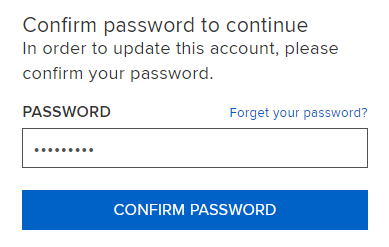 Confirm password to continue
In order to update this account, please
confirm your password.
PASSWORD Forget your password?
•••••••••
CONFIRM PASSWORD